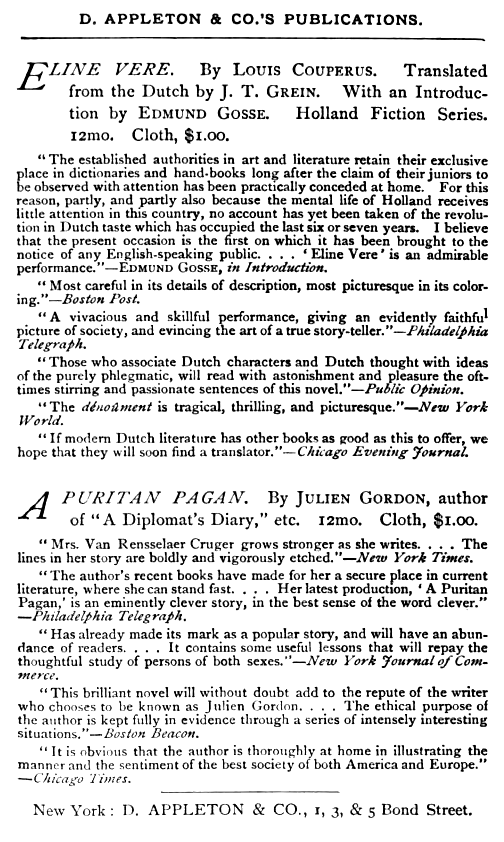 D. APPLETON & CO.'S PUBLICATIONS.
ELINE VERE. By Louis Couperus. Translated
from the Dutch by J. T. Grein. With an Introduc-
tion by Edmund Gosse. Holland Fiction Series.
12mo. Cloth, $1.00.
"The established authorities in art and literature retain their exclusive
place in dictionaries and hand-books long after the claim of their juniors to
be observed with attention has been practically conceded at home. For this
reason, partly, and partly also because the mental life of Holland receives
little attention in this country, no account has yet been taken of the revolu-
tion in Dutch taste which has occupied the last six or seven years. I believe
that the present occasion is the first on which it has been brought to the
notice of any English-speaking public. . . . 'Eline Vere' is an admirable
performance."—Edmund Gosse, in Introduction.
"Most careful in its details of description, most picturesque in its color-
ing."—Boston Post.
"A vivacious and skillful performance, giving an evidently faithful
picture of society, and evincing the art of a true story-teller."—Philadelphia
Telegraph.
"Those who associate Dutch characters and Dutch thought with ideas
of the purely phlegmatic, will read with astonishment and pleasure the oft-
times stirring and passionate sentences of this novel."—Public Opinion.
"The dénoûment is tragical, thrilling, and picturesque."—New York
World.
"If modern Dutch literature has other books as good as this to offer, we
hope that they will soon find a translator."—Chicago Evening Journal.
A PURITAN PAGAN. By Julien Gordon, author
of "A Diplomat's Diary," etc. 12mo. Cloth, $1.00.
"Mrs. Van Rensselaer Cruger grows stronger as she writes. . . . The
lines in her story are boldly and vigorously etched."—New York Times.
"The author's recent books have made for her a secure place in current
literature, where she can stand fast. . . . Her latest production, 'A Puritan
Pagan,' is an eminently clever story, in the best sense of the word clever."
—Philadelphia Telegraph.
"Has already made its mark as a popular story, and will have an abun-
dance of readers. . . . It contains some useful lessons that will repay the
thoughtful study of persons of both sexes."—New York Journal of Com-
merce.
"This brilliant novel will without doubt add to the repute of the writer
who chooses to be known as Julien Gordon. . . . The ethical purpose of
the author is kept fully in evidence through a series of intensely interesting
situations."—Boston Beacon.
"It is obvious that the author is thoroughly at home in illustrating the
manner and the sentiment of the best society of both America and Europe."
—Chicago Times.
New York: D. APPLETON & CO., 1, 3, & 5 Bond Street.